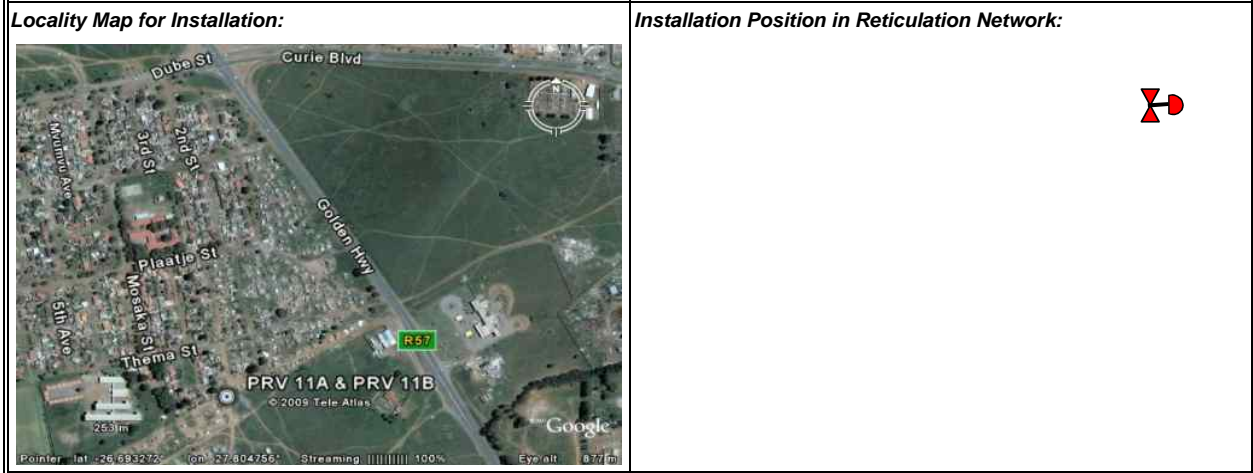 Locality Map for Installation:
Installation Position in Reticulation Network:
Dube St
Curie Blvd
N
Mvumvu Ave
3rd St
2nd St
Golden Hwy
Plaatje St
Mosaka St
5th Ave
Thema St
R57
PRV 11A & PRV 11B
© 2009 Tele Atlas
253 m
Google
Pointer lat -26.693272° lon 27.804756° Streaming ||||||||| 100% Eye alt 877 m